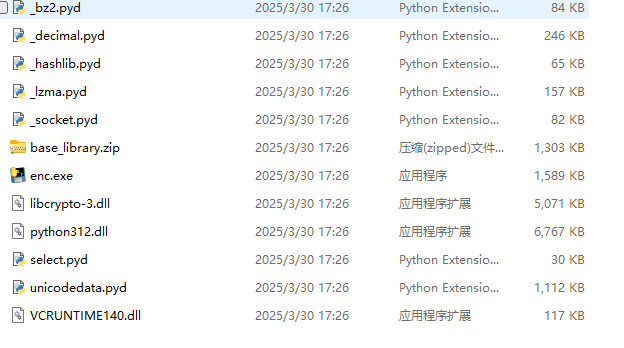 _bz2.pyd 2025/3/30 17:26 Python Extensio... 84 KB
_decimal.pyd 2025/3/30 17:26 Python Extensio... 246 KB
_hashlib.pyd 2025/3/30 17:26 Python Extensio... 65 KB
_lzma.pyd 2025/3/30 17:26 Python Extensio... 157 KB
_socket.pyd 2025/3/30 17:26 Python Extensio... 82 KB
base_library.zip 2025/3/30 17:26 压缩(zipped)文件... 1,303 KB
enc.exe 2025/3/30 17:26 应用程序 1,589 KB
libcrypto-3.dll 2025/3/30 17:26 应用程序扩展 5,071 KB
python312.dll 2025/3/30 17:26 应用程序扩展 6,767 KB
select.pyd 2025/3/30 17:26 Python Extensio... 30 KB
unicodedata.pyd 2025/3/30 17:26 Python Extensio... 1,112 KB
VCRUNTIME140.dll 2025/3/30 17:26 应用程序扩展 117 KB